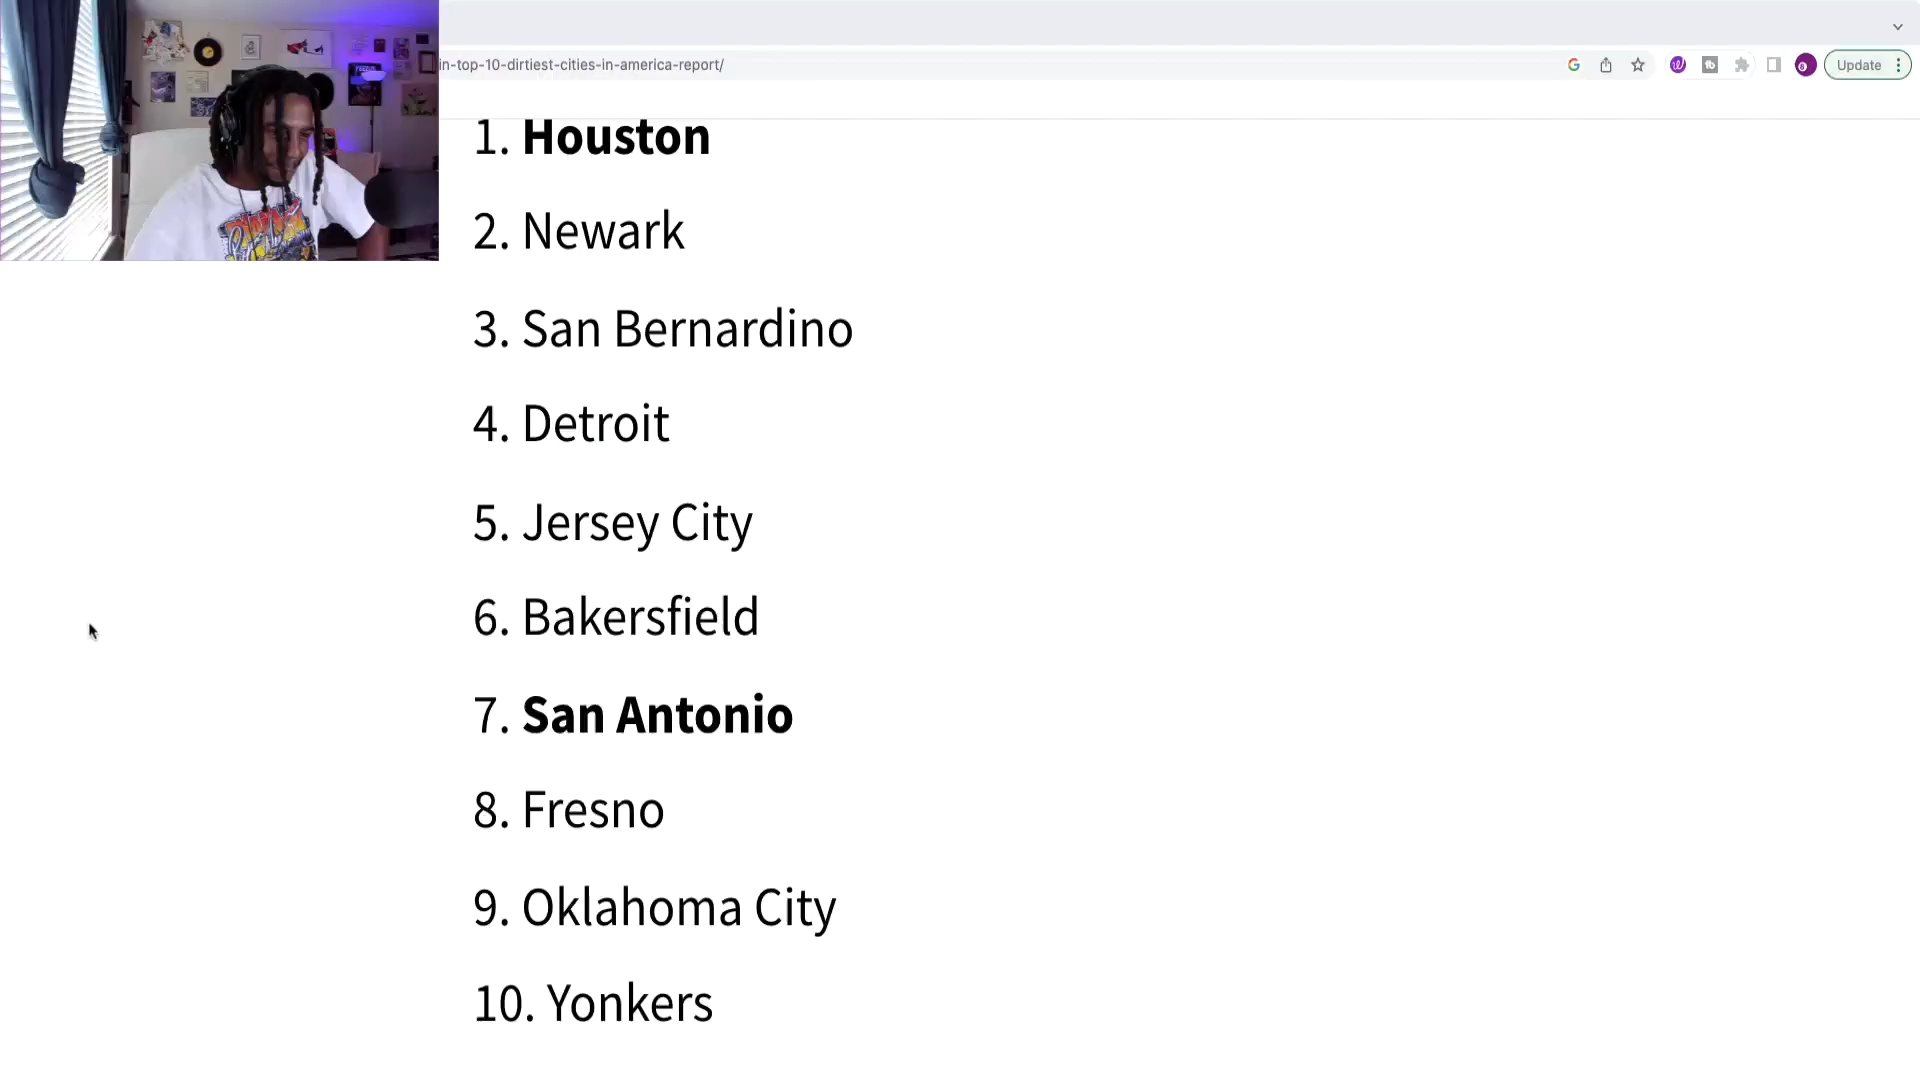 in-top-10-dirtiest-cities-in-america-report/
Update
1. Houston
2. Newark
3. San Bernardino
4. Detroit
5. Jersey City
6. Bakersfield
7. San Antonio
8. Fresno
9. Oklahoma City
10. Yonkers